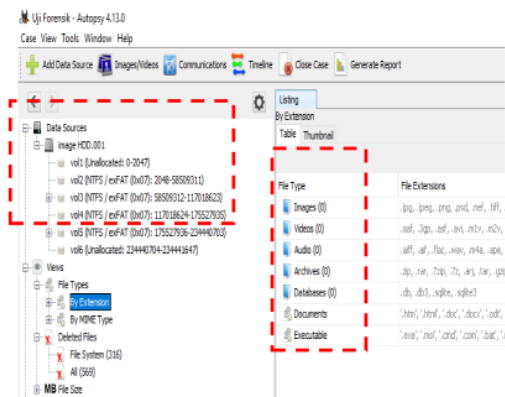 Uji Forensik - Autopsy 4.13.0
Case View Tools Window Help
Add Data Source Images/Videos Communications Timeline Close Case Generate Report
Listing
By Extension
Table Thumbnail
Data Sources
image HDD.001
vol1 (Unallocated: 0-2047)
vol2 (NTFS / exFAT (0x07): 2048-58509311)
vol3 (NTFS / exFAT (0x07): 58509312-117018623)
vol4 (NTFS / exFAT (0x07): 117018624-175527935)
vol5 (NTFS / exFAT (0x07): 175527936-234440703)
vol6 (Unallocated: 234440704-234441647)
Views
File Types
By Extension
By MIME Type
Deleted Files
File System (316)
All (569)
MB File Size
File Type File Extensions
Images (0) .jpg, .jpeg, .png, .psd, .nef, .tiff,
Videos (0) .aaf, .3gp, .asf, .avi, .m1v, .m2v,
Audio (0) .aiff, .aif, .flac, .wav, .m4a, .ape,
Archives (0) .zip, .rar, .7zip, .7z, .arj, .tar, .gzip
Databases (0) .db, .db3, .sqlite, .sqlite3
Documents '.htm', '.html', '.doc', '.docx', '.odt',
Executable '.exe', '.msi', '.cmd', '.com', '.bat',